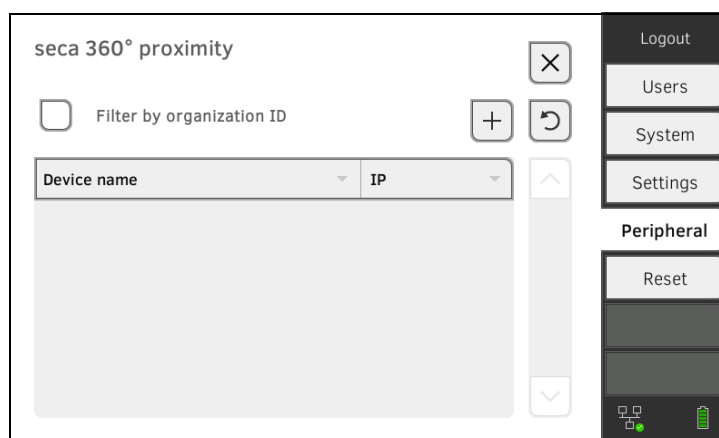 seca 360° proximity
Filter by organization ID
Device name
IP
Logout
Users
System
Settings
Peripheral
Reset